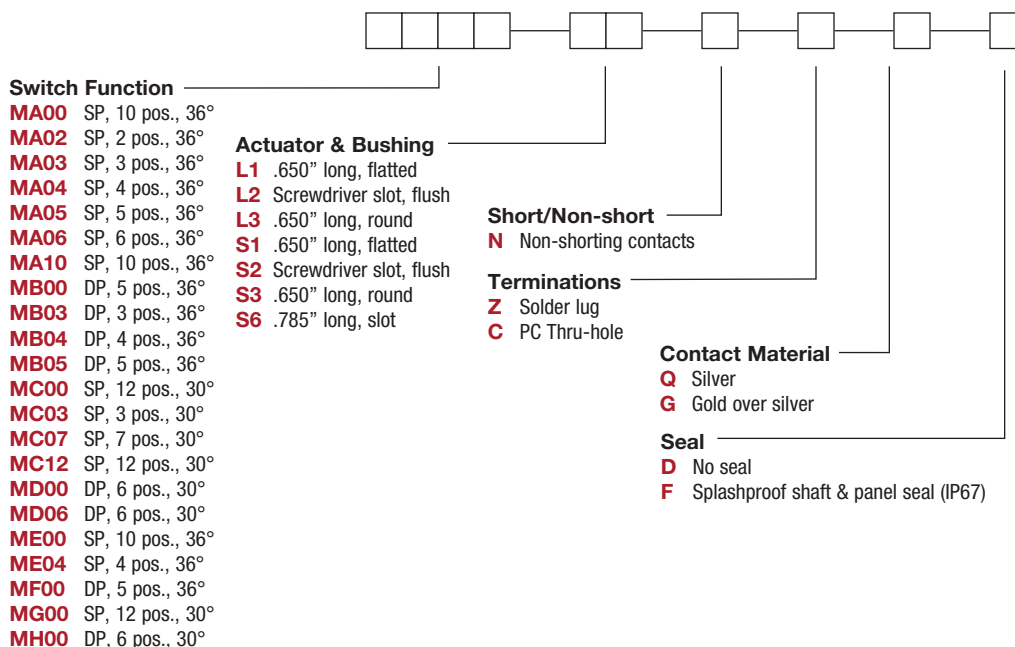 Switch Function
MA00 SP, 10 pos., 36°
MA02 SP, 2 pos., 36°
MA03 SP, 3 pos., 36°
MA04 SP, 4 pos., 36°
MA05 SP, 5 pos., 36°
MA06 SP, 6 pos., 36°
MA10 SP, 10 pos., 36°
MB00 DP, 5 pos., 36°
MB03 DP, 3 pos., 36°
MB04 DP, 4 pos., 36°
MB05 DP, 5 pos., 36°
MC00 SP, 12 pos., 30°
MC03 SP, 3 pos., 30°
MC07 SP, 7 pos., 30°
MC12 SP, 12 pos., 30°
MD00 DP, 6 pos., 30°
MD06 DP, 6 pos., 30°
ME00 SP, 10 pos., 36°
ME04 SP, 4 pos., 36°
MF00 DP, 5 pos., 36°
MG00 SP, 12 pos., 30°
MH00 DP, 6 pos., 30°
Actuator & Bushing
L1 .650” long, flatted
L2 Screwdriver slot, flush
L3 .650” long, round
S1 .650” long, flatted
S2 Screwdriver slot, flush
S3 .650” long, round
S6 .785” long, slot
Short/Non-short
N Non-shorting contacts
Terminations
Z Solder lug
C PC Thru-hole
Contact Material
Q Silver
G Gold over silver
Seal
D No seal
F Splashproof shaft & panel seal (IP67)